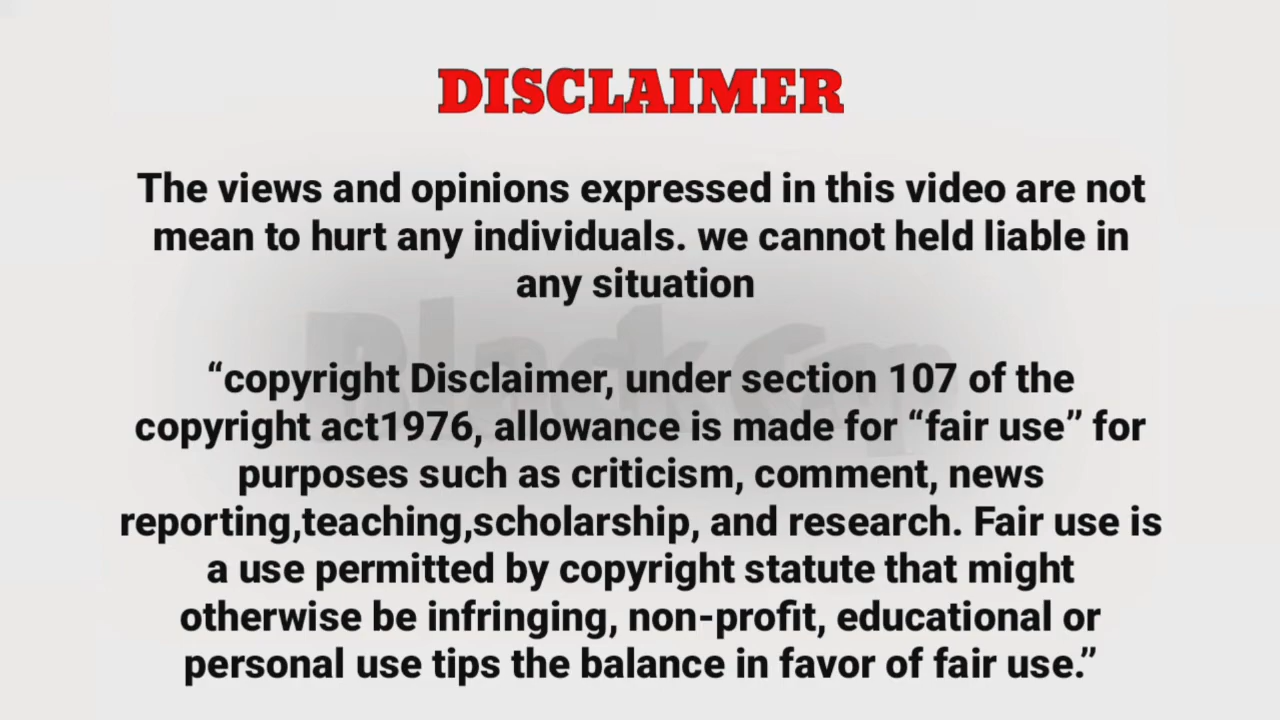 DISCLAIMER
The views and opinions expressed in this video are not
mean to hurt any individuals. we cannot held liable in
any situation
“copyright Disclaimer, under section 107 of the
copyright act1976, allowance is made for “fair use” for
purposes such as criticism, comment, news
reporting,teaching,scholarship, and research. Fair use is
a use permitted by copyright statute that might
otherwise be infringing, non-profit, educational or
personal use tips the balance in favor of fair use.”
Black Cap